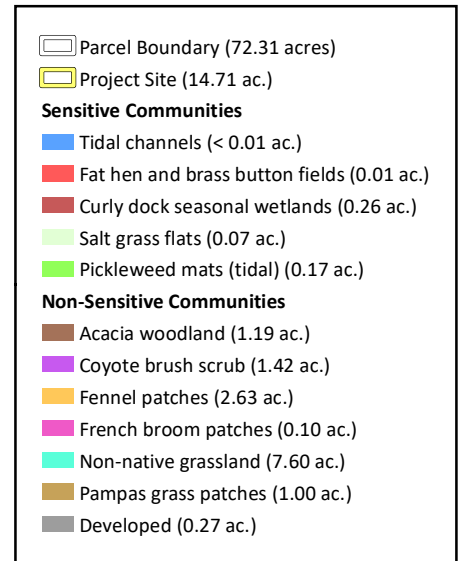 Parcel Boundary (72.31 acres)
Project Site (14.71 ac.)
Sensitive Communities
Tidal channels (< 0.01 ac.)
Fat hen and brass button fields (0.01 ac.)
Curly dock seasonal wetlands (0.26 ac.)
Salt grass flats (0.07 ac.)
Pickleweed mats (tidal) (0.17 ac.)
Non-Sensitive Communities
Acacia woodland (1.19 ac.)
Coyote brush scrub (1.42 ac.)
Fennel patches (2.63 ac.)
French broom patches (0.10 ac.)
Non-native grassland (7.60 ac.)
Pampas grass patches (1.00 ac.)
Developed (0.27 ac.)